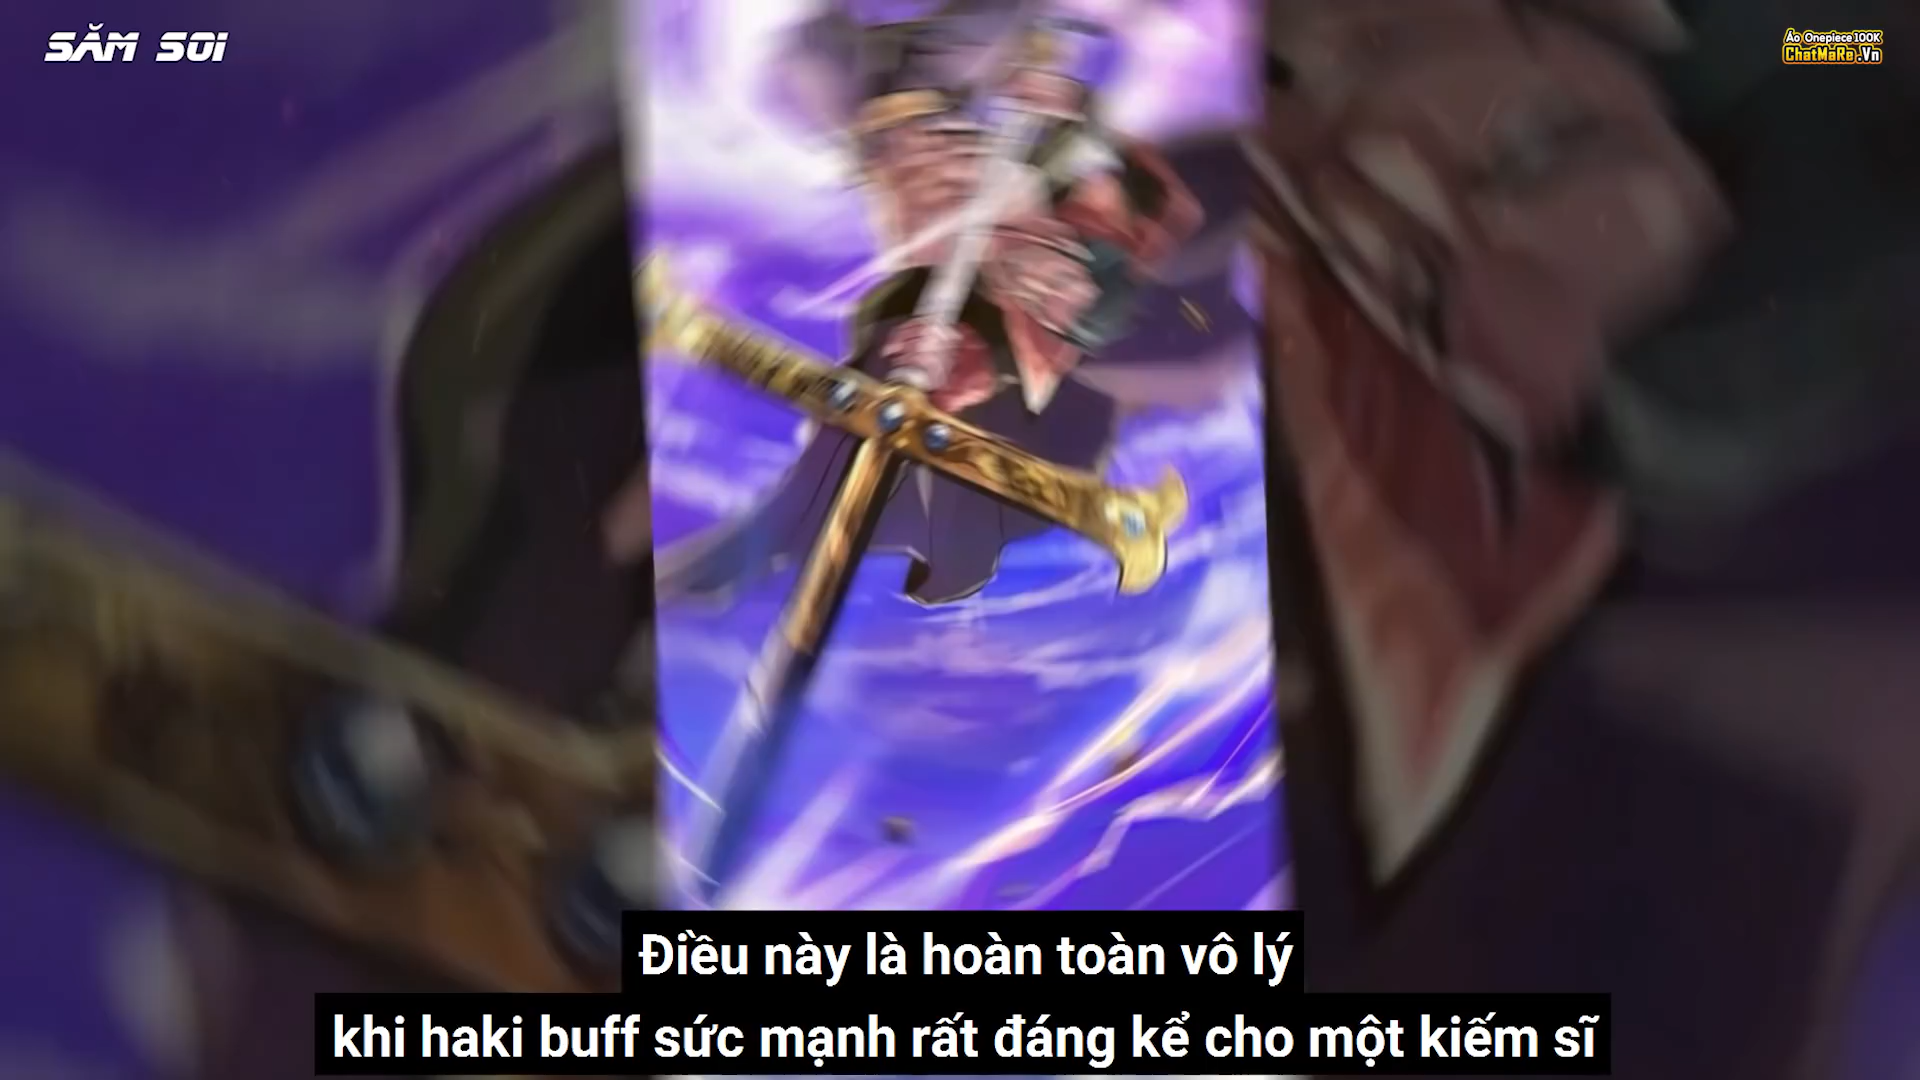 SĂM SOI
Áo Onepiece 100K
ChatMaRe.Vn
Điều này là hoàn toàn vô lý
khi haki buff sức mạnh rất đáng kể cho một kiếm sĩ